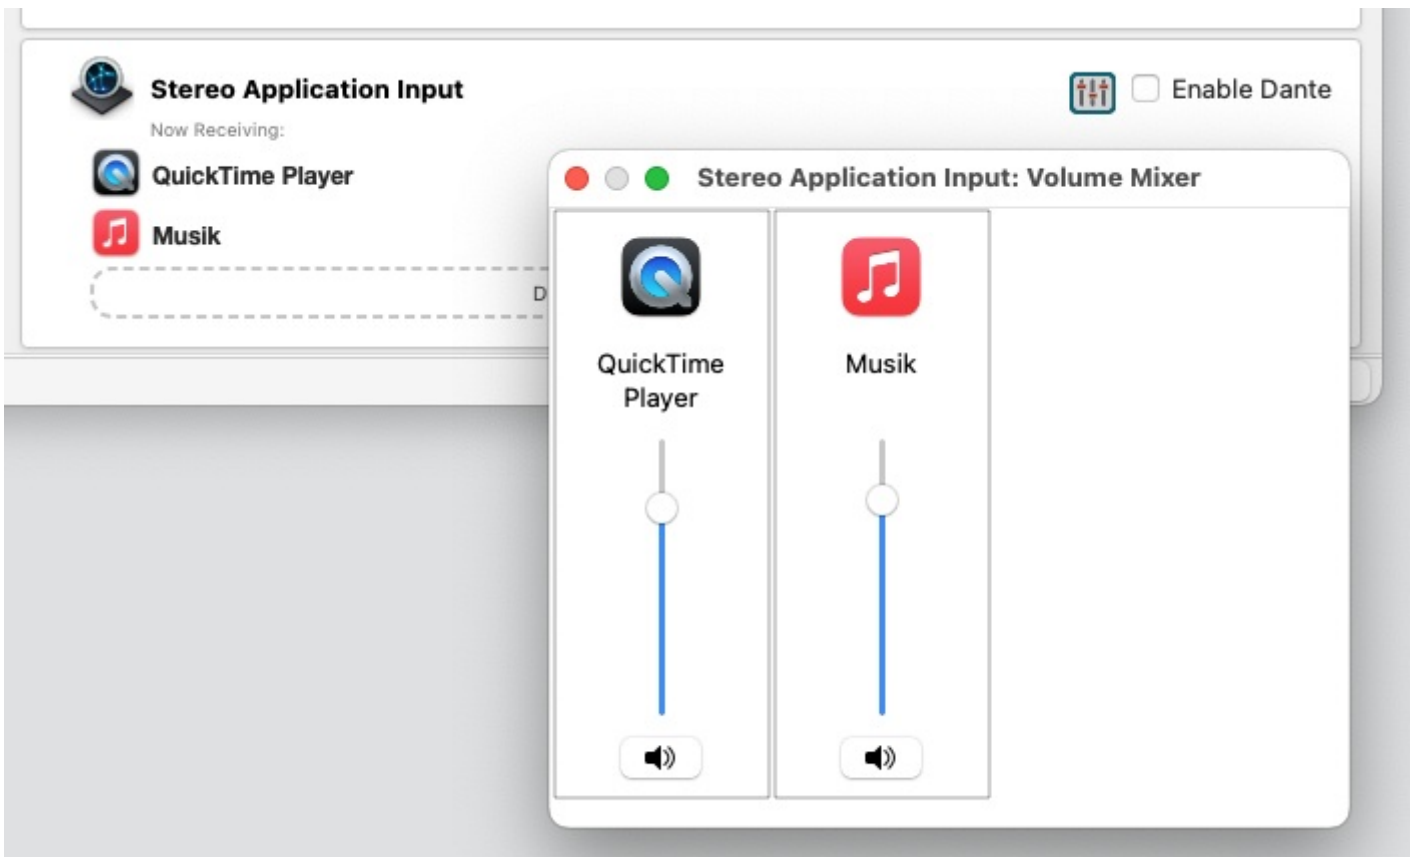 Stereo Application Input
Enable Dante
Now Receiving:
QuickTime Player
Musik
D
Stereo Application Input: Volume Mixer
QuickTime
Player
Musik